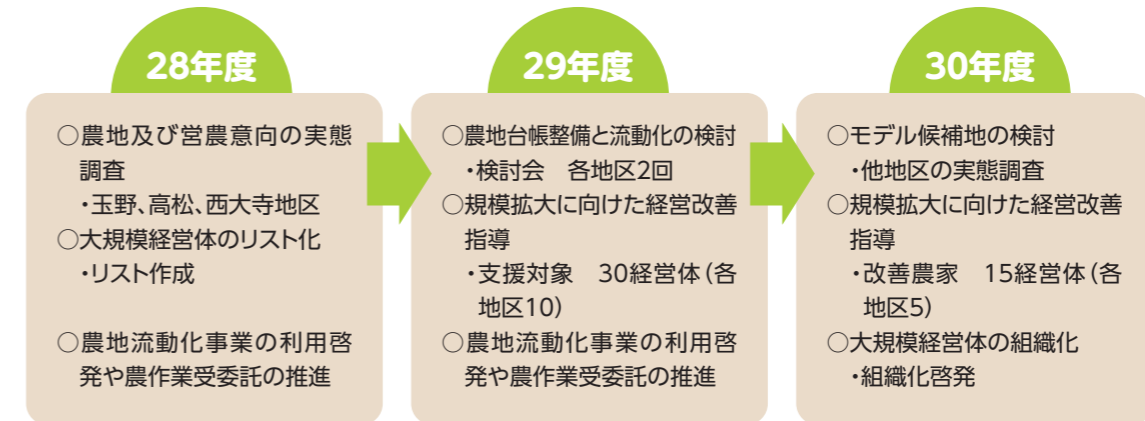 28年度
○農地及び営農意向の実態
調査
・玉野、高松、西大寺地区
○大規模経営体のリスト化
・リスト作成
○農地流動化事業の利用啓
発や農作業受委託の推進
29年度
○農地台帳整備と流動化の検討
・検討会　各地区2回
○規模拡大に向けた経営改善
指導
・支援対象　30経営体（各
地区10）
○農地流動化事業の利用啓
発や農作業受委託の推進
30年度
○モデル候補地の検討
・他地区の実態調査
○規模拡大に向けた経営改善
指導
・改善農家　15経営体（各
地区5）
○大規模経営体の組織化
・組織化啓発